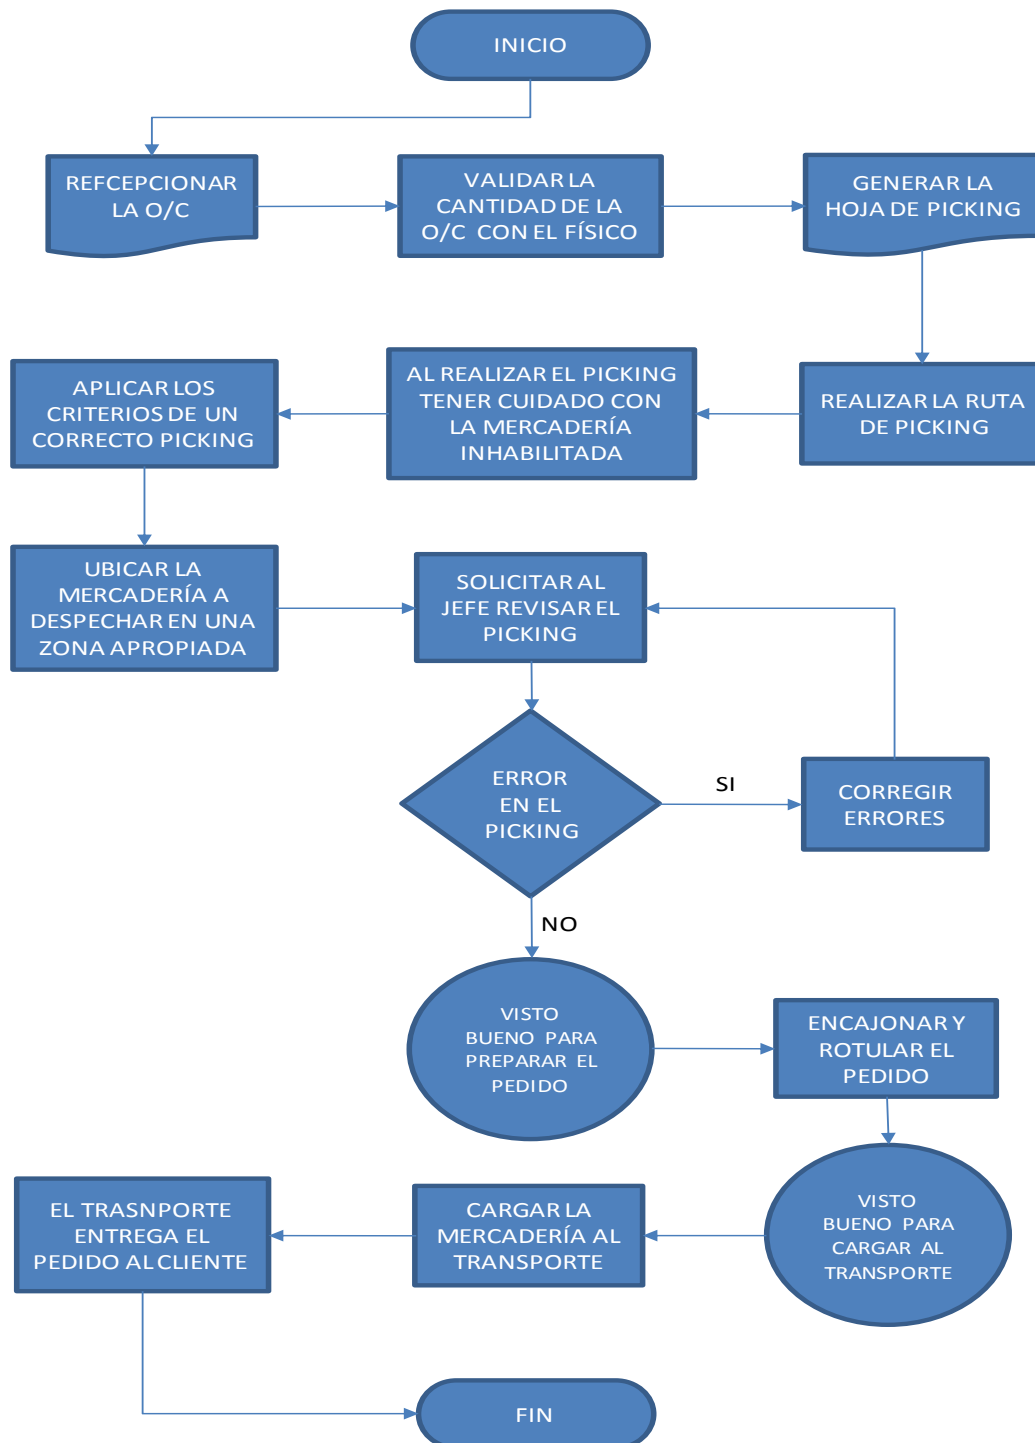 INICIO
REFCEPCIONAR
LA O/C
VALIDAR LA
CANTIDAD DE LA
O/C CON EL FÍSICO
GENERAR LA
HOJA DE PICKING
REALIZAR LA RUTA
DE PICKING
AL REALIZAR EL PICKING
TENER CUIDADO CON
LA MERCADERÍA
INHABILITADA
APLICAR LOS
CRITERIOS DE UN
CORRECTO PICKING
UBICAR LA
MERCADERÍA A
DESPECHAR EN UNA
ZONA APROPIADA
SOLICITAR AL
JEFE REVISAR EL
PICKING
ERROR
EN EL
PICKING
SI
CORREGIR
ERRORES
NO
VISTO
BUENO PARA
PREPARAR EL
PEDIDO
ENCAJONAR Y
ROTULAR EL
PEDIDO
VISTO
BUENO PARA
CARGAR AL
TRANSPORTE
CARGAR LA
MERCADERÍA AL
TRANSPORTE
EL TRASNPORTE
ENTREGA EL
PEDIDO AL CLIENTE
FIN